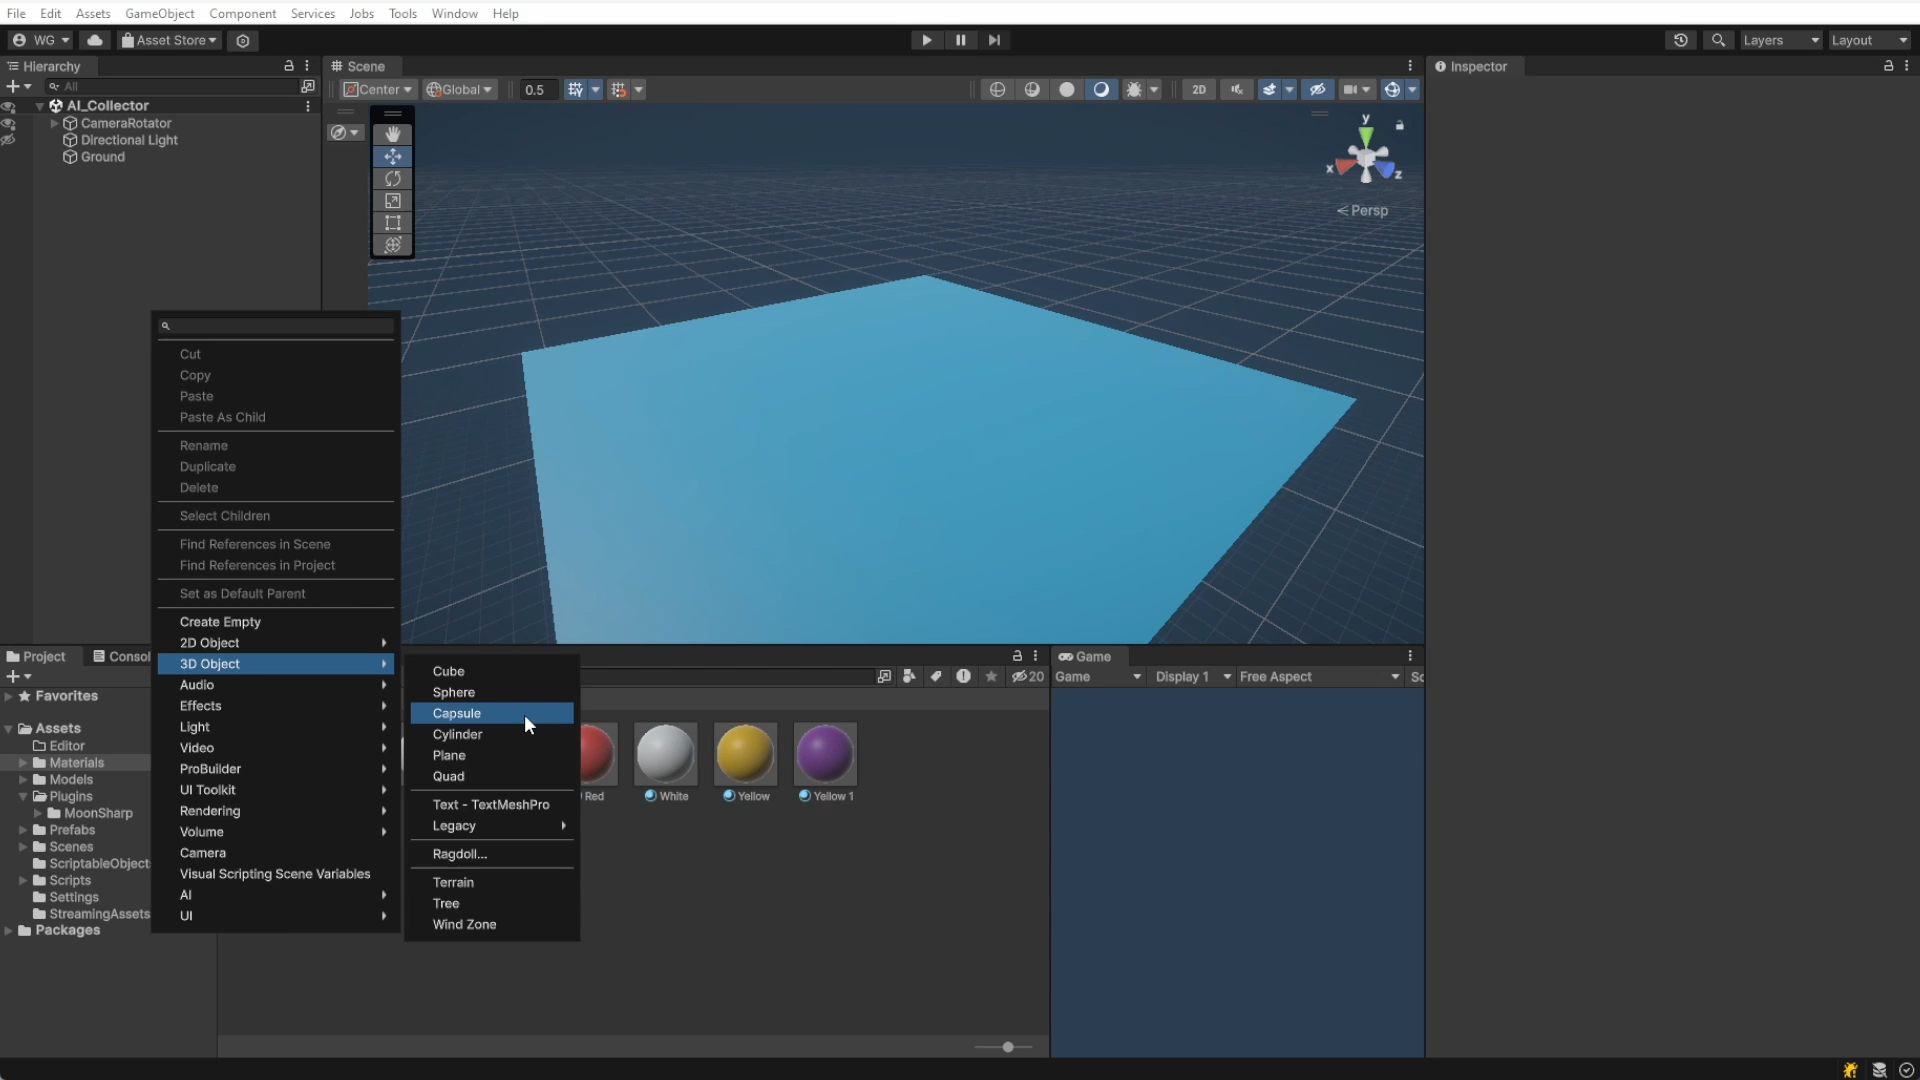 File Edit Assets GameObject Component Services Jobs Tools Window Help
WG Asset Store Layers Layout
Hierarchy
All
AI_Collector
CameraRotator
Directional Light
Ground
Scene
Center Global 0.5 2D
y
x
z
Persp
Inspector
Cut
Copy
Paste
Paste As Child
Rename
Duplicate
Delete
Select Children
Find References in Scene
Find References in Project
Set as Default Parent
Create Empty
2D Object
3D Object
Audio
Effects
Light
Video
ProBuilder
UI Toolkit
Rendering
Volume
Camera
Visual Scripting Scene Variables
AI
UI
Cube
Sphere
Capsule
Cylinder
Plane
Quad
Text - TextMeshPro
Legacy
Ragdoll...
Terrain
Tree
Wind Zone
Project Consol
Favorites
Assets
Editor
Materials
Models
Plugins
MoonSharp
Prefabs
Scenes
ScriptableObject
Scripts
Settings
StreamingAssets
Packages
20
Red White Yellow Yellow 1
Game
Game Display 1 Free Aspect Sc